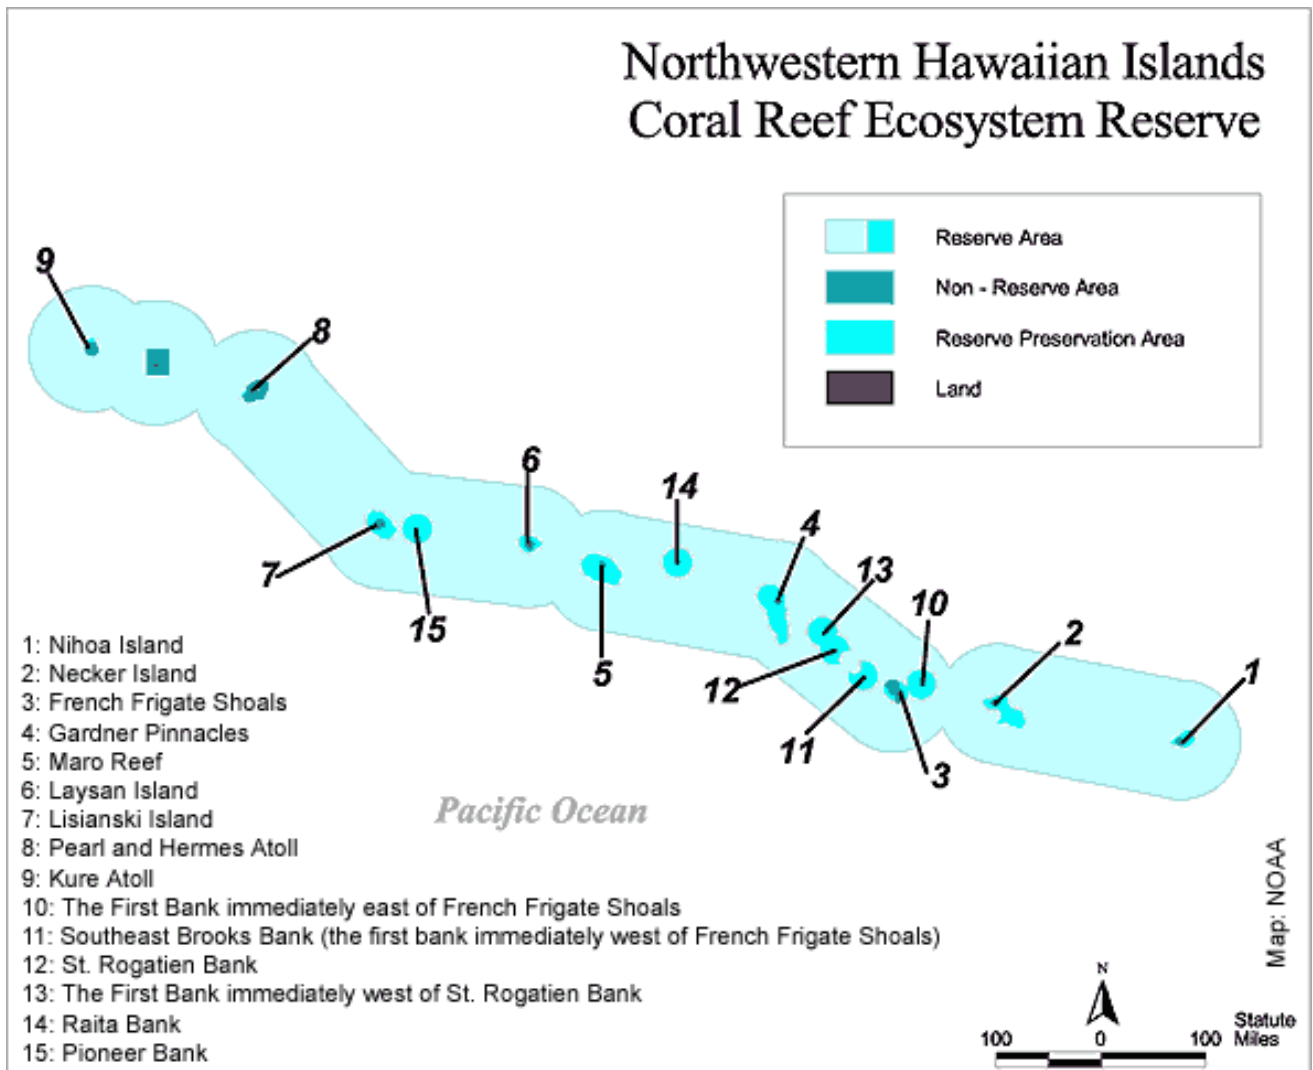 Northwestern Hawaiian Islands
Coral Reef Ecosystem Reserve
Reserve Area
Non - Reserve Area
Reserve Preservation Area
Land
9
8
6
14
4
13
10
7
15
5
12
11
3
2
1
1: Nihoa Island
2: Necker Island
3: French Frigate Shoals
4: Gardner Pinnacles
5: Maro Reef
6: Laysan Island
7: Lisianski Island
8: Pearl and Hermes Atoll
9: Kure Atoll
10: The First Bank immediately east of French Frigate Shoals
11: Southeast Brooks Bank (the first bank immediately west of French Frigate Shoals)
12: St. Rogatien Bank
13: The First Bank immediately west of St. Rogatien Bank
14: Raita Bank
15: Pioneer Bank
Pacific Ocean
Map: NOAA
N
100 0 100 Statute
Miles